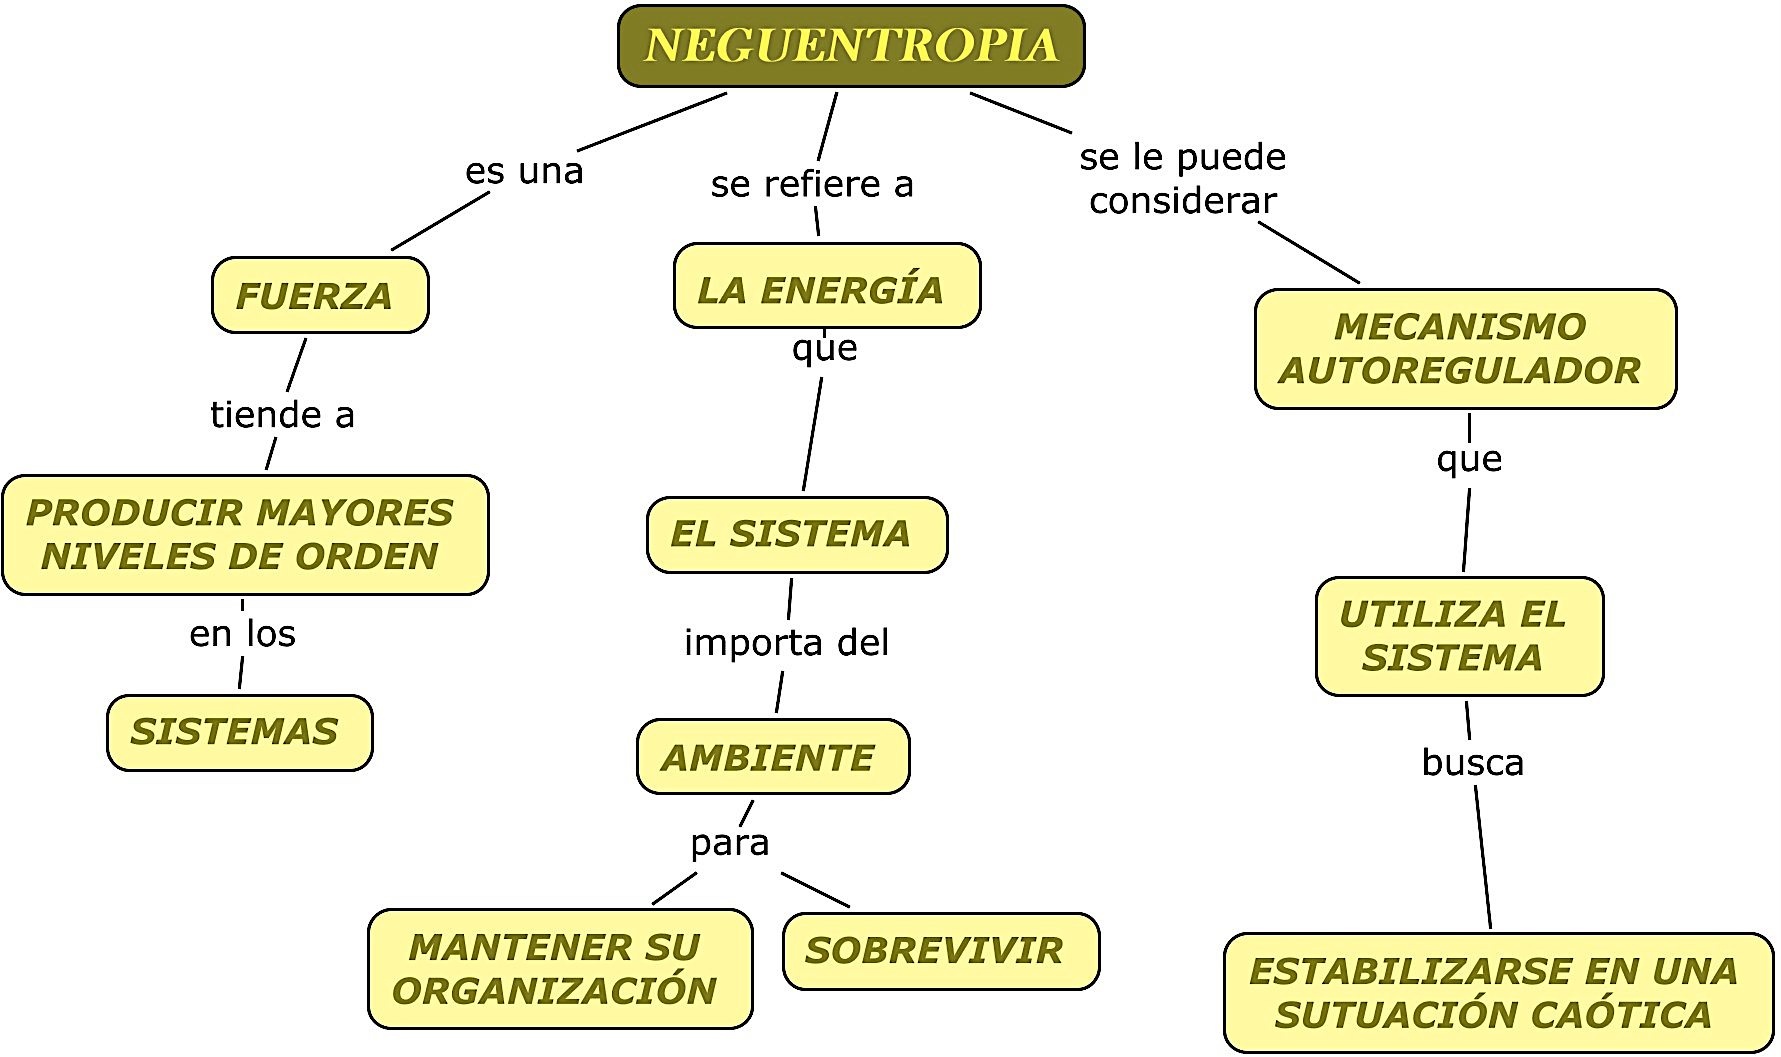 NEGUENTROPIA
es una
se refiere a
se le puede
considerar
FUERZA
LA ENERGÍA
MECANISMO
AUTOREGULADOR
que
tiende a
que
PRODUCIR MAYORES
NIVELES DE ORDEN
EL SISTEMA
UTILIZA EL
SISTEMA
en los
importa del
SISTEMAS
AMBIENTE
busca
para
MANTENER SU
ORGANIZACIÓN
SOBREVIVIR
ESTABILIZARSE EN UNA
SUTUACIÓN CAÓTICA